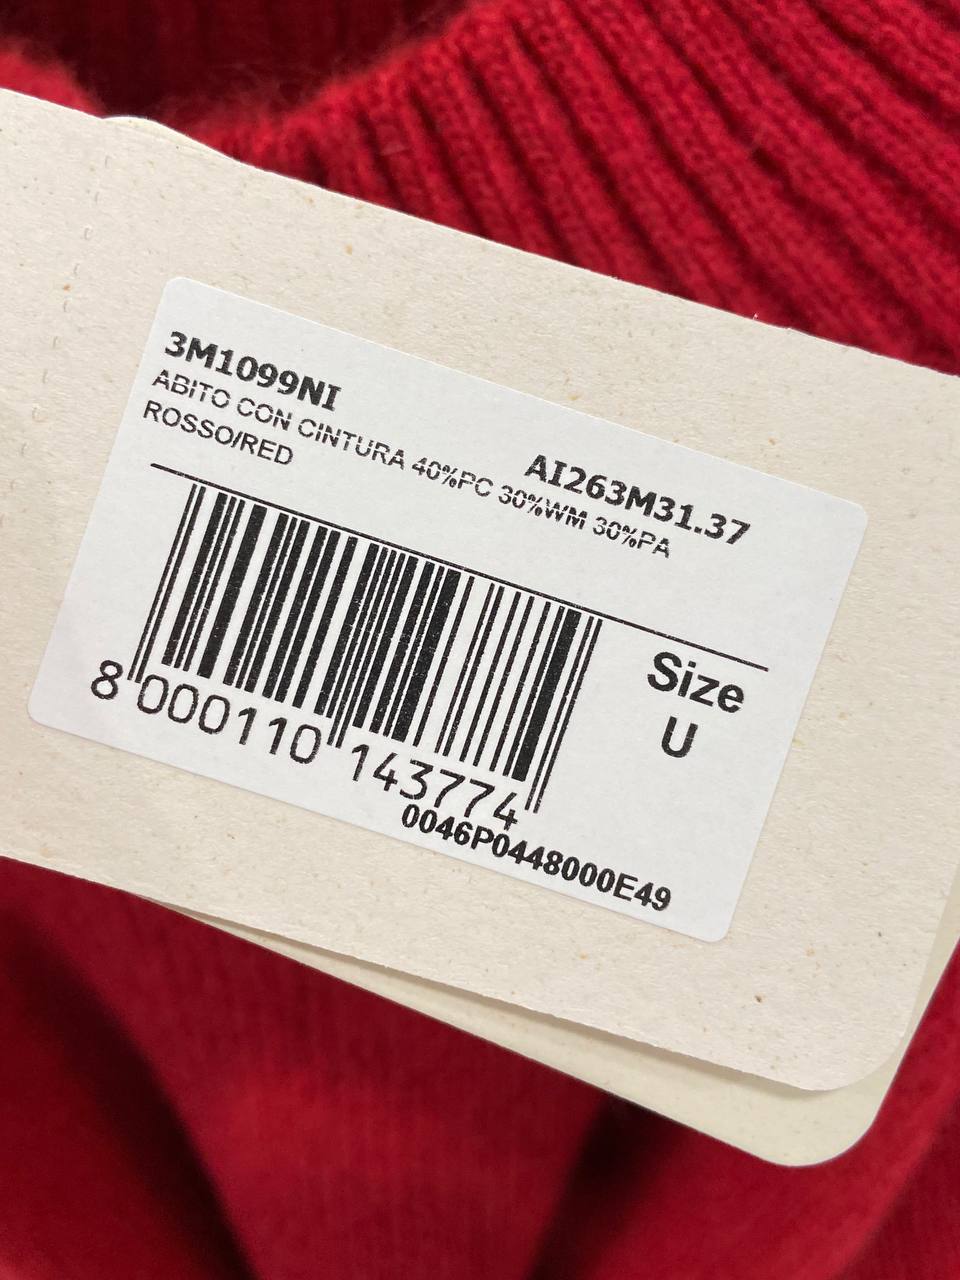 3M1099NI
AI263M31.37
ABITO CON CINTURA 40%PC 30%WM 30%PA
ROSSO/RED
Size
U
8 000110 143774
0046P0448000E49